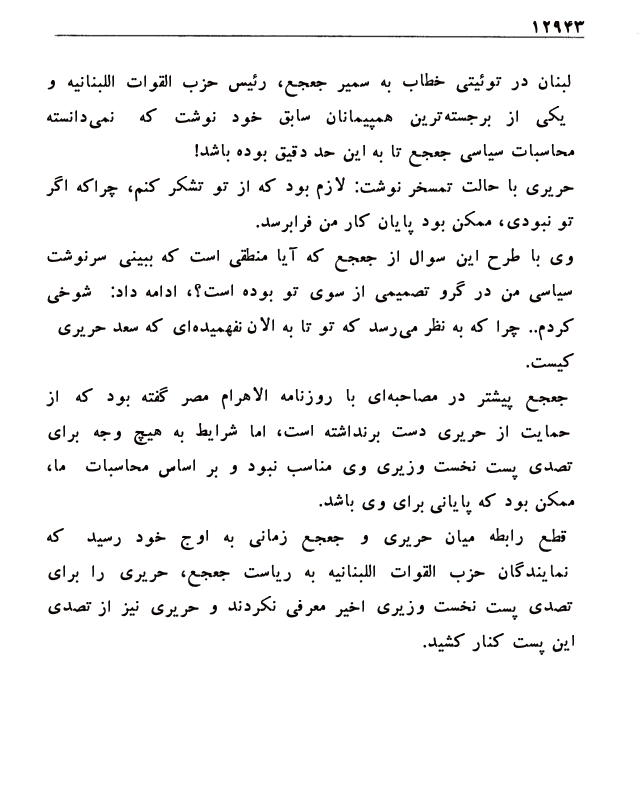 ۱۲۹۴۳
لبنان در توئیتی خطاب به سمیر جعجع، رئیس حزب القوات اللبنانیه و
یکی از برجسته‌ترین همپیمانان سابق خود نوشت که نمی‌دانسته
محاسبات سیاسی جعجع تا به این حد دقیق بوده باشد!
حریری با حالت تمسخر نوشت: لازم بود که از تو تشکر کنم، چراکه اگر
تو نبودی، ممکن بود پایان کار من فرابرسد.
وی با طرح این سوال از جعجع که آیا منطقی است که ببینی سرنوشت
سیاسی من در گرو تصمیمی از سوی تو بوده است؟، ادامه داد: شوخی
کردم.. چرا که به نظر می‌رسد که تو تا به الان نفهمیده‌ای که سعد حریری
کیست.
جعجع پیشتر در مصاحبه‌ای با روزنامه الاهرام مصر گفته بود که از
حمایت از حریری دست برنداشته است، اما شرایط به هیچ وجه برای
تصدی پست نخست وزیری وی مناسب نبود و بر اساس محاسبات ما،
ممکن بود که پایانی برای وی باشد.
قطع رابطه میان حریری و جعجع زمانی به اوج خود رسید که
نمایندگان حزب القوات اللبنانیه به ریاست جعجع، حریری را برای
تصدی پست نخست وزیری اخیر معرفی نکردند و حریری نیز از تصدی
این پست کنار کشید.